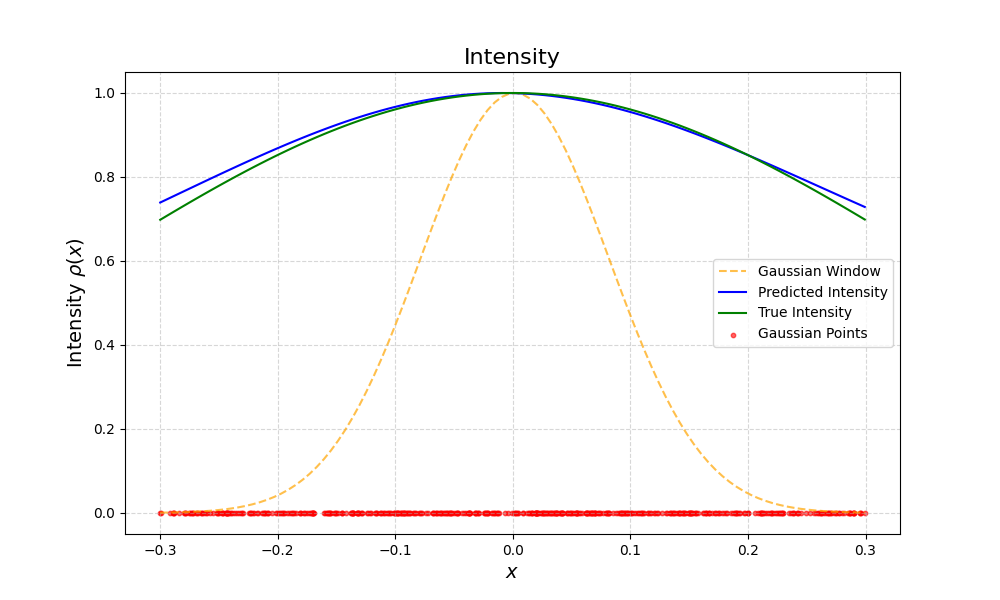 Intensity
Intensity ρ(x)
1.0
0.8
0.6
0.4
0.2
0.0
Gaussian Window
Predicted Intensity
True Intensity
Gaussian Points
−0.3 −0.2 −0.1 0.0 0.1 0.2 0.3
x